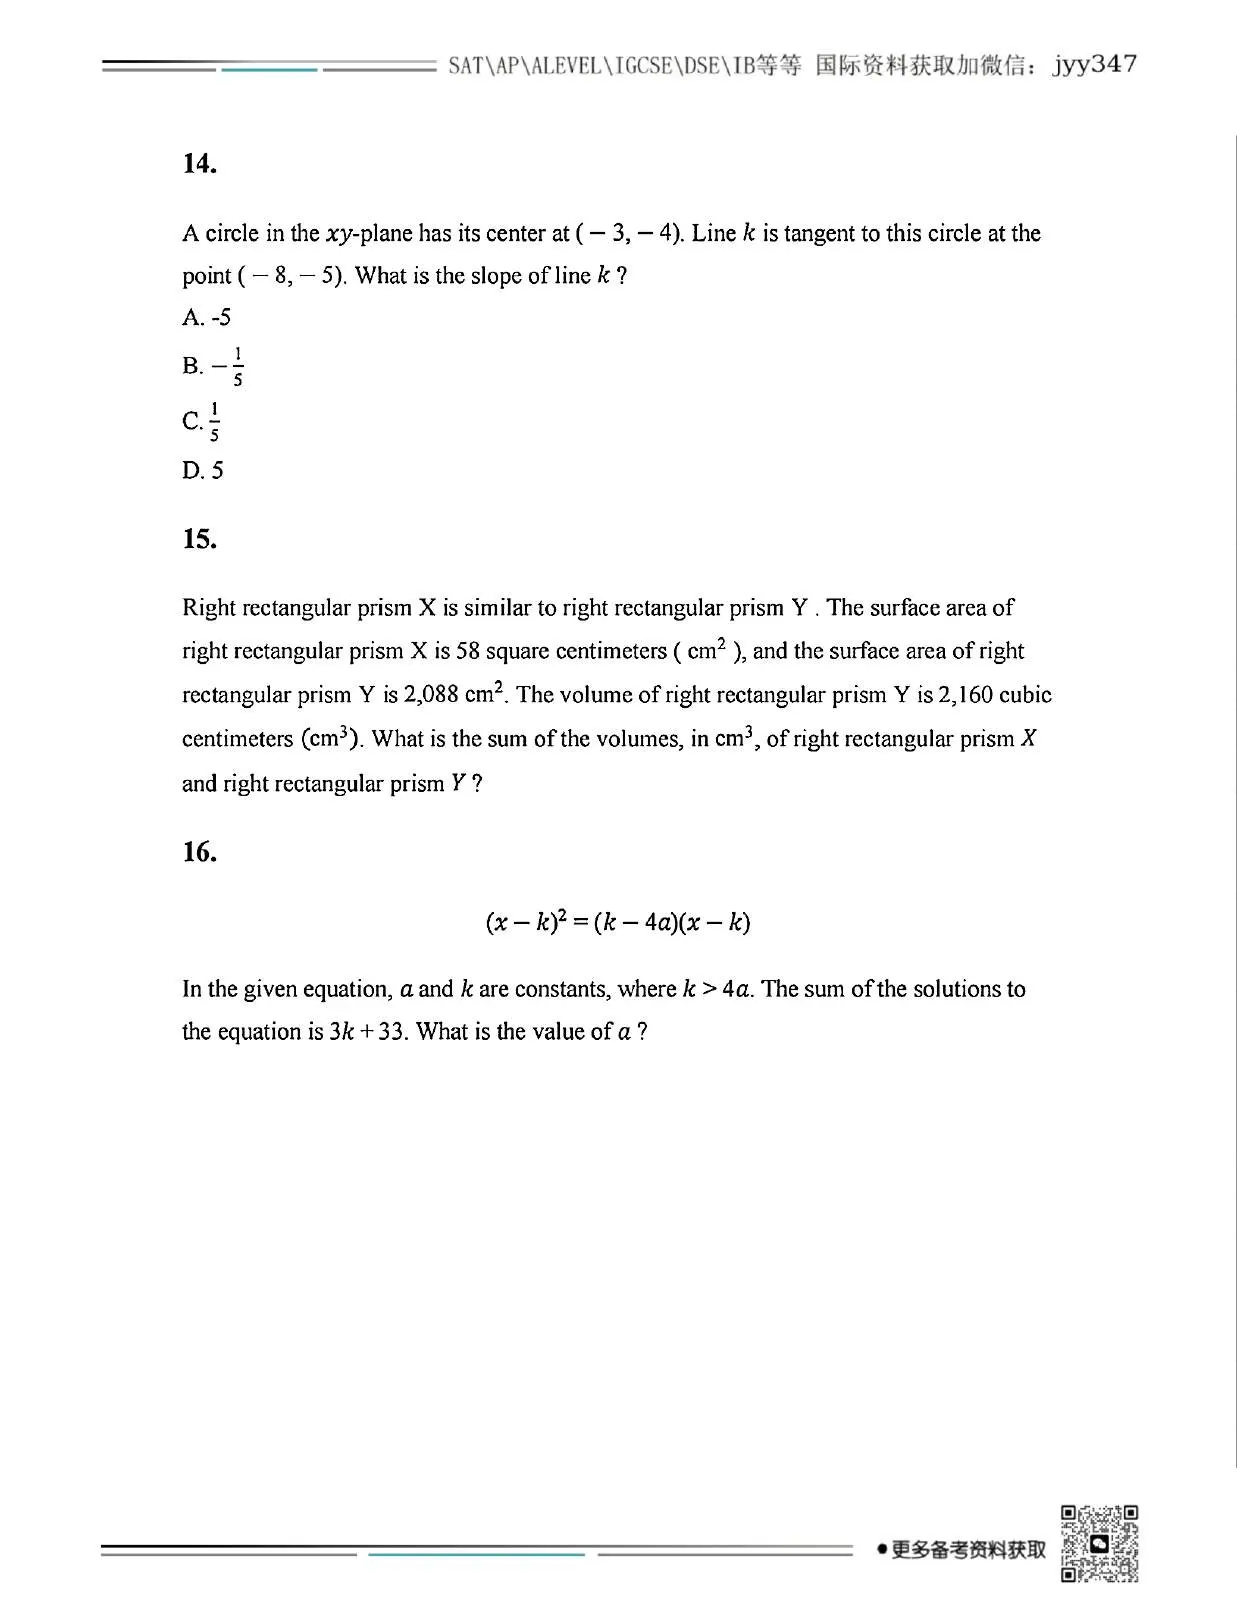 SAT\AP\ALEVEL\IGCSE\DSE\IB等等 国际资料获取加微信: jyy347
14.
A circle in the xy-plane has its center at ( − 3, − 4). Line k is tangent to this circle at the
point ( − 8, − 5). What is the slope of line k ?
A. -5
B. −1/5
C. 1/5
D. 5
15.
Right rectangular prism X is similar to right rectangular prism Y . The surface area of
right rectangular prism X is 58 square centimeters ( cm² ), and the surface area of right
rectangular prism Y is 2,088 cm². The volume of right rectangular prism Y is 2,160 cubic
centimeters (cm³). What is the sum of the volumes, in cm³, of right rectangular prism X
and right rectangular prism Y ?
16.
(x − k)² = (k − 4a)(x − k)
In the given equation, a and k are constants, where k > 4a. The sum of the solutions to
the equation is 3k + 33. What is the value of a ?
●更多备考资料获取